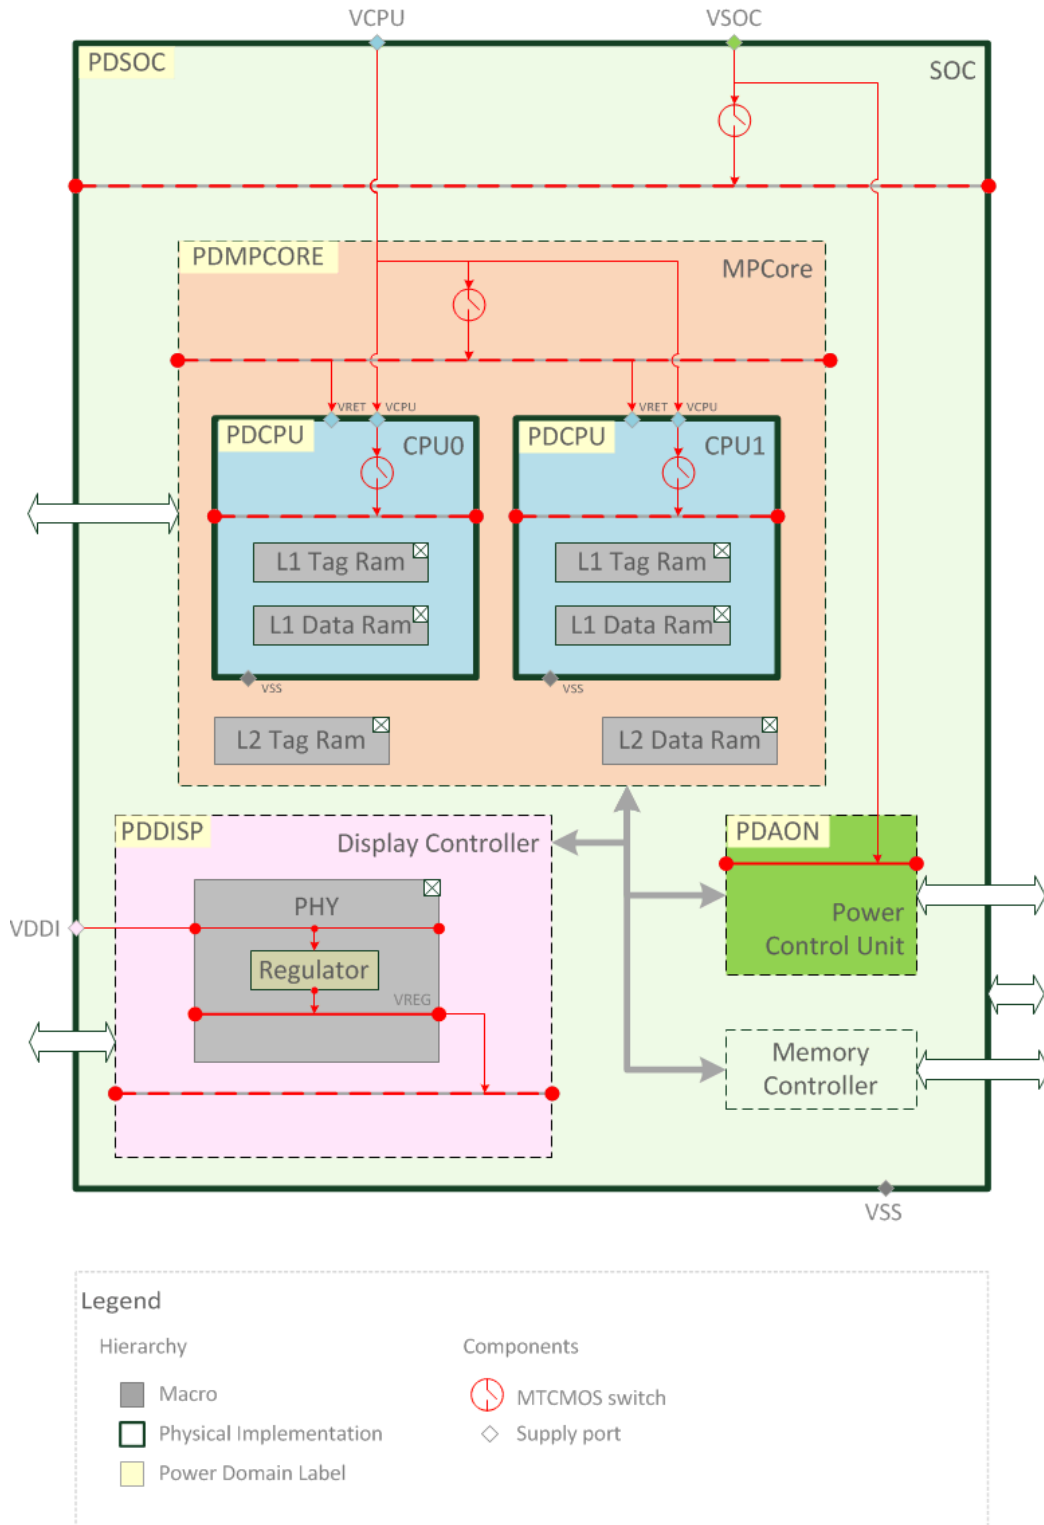 VCPU
VSOC
PDSOC
SOC
PDMPCORE
MPCore
VRET
VCPU
VRET
VCPU
PDCPU
CPU0
PDCPU
CPU1
L1 Tag Ram
L1 Tag Ram
L1 Data Ram
L1 Data Ram
VSS
VSS
L2 Tag Ram
L2 Data Ram
PDDISP
Display Controller
PDAON
PHY
VDDI
Regulator
VREG
Power
Control Unit
Memory
Controller
VSS
Legend
Hierarchy
Components
Macro
MTCMOS switch
Physical Implementation
Supply port
Power Domain Label